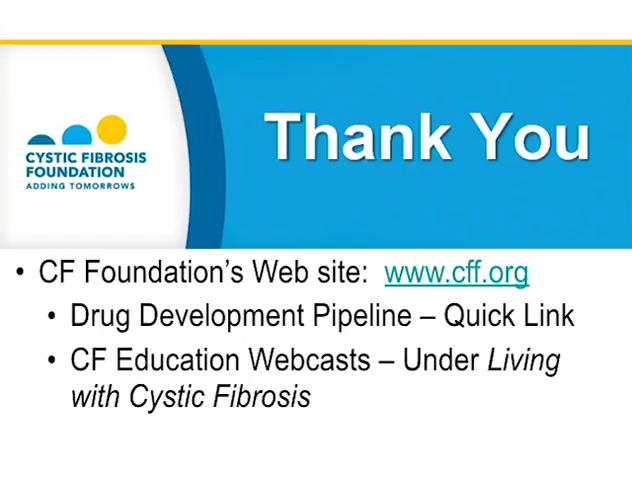 Thank You
CYSTIC FIBROSIS
FOUNDATION
ADDING TOMORROWS
• CF Foundation's Web site: www.cff.org
• Drug Development Pipeline – Quick Link
• CF Education Webcasts – Under Living
with Cystic Fibrosis